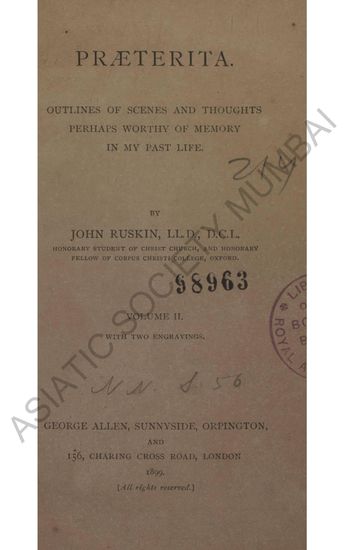 PRÆTERITA.
OUTLINES OF SCENES AND THOUGHTS
PERHAPS WORTHY OF MEMORY
IN MY PAST LIFE.
BY
JOHN RUSKIN, LL.D., D.C.L.
HONORARY STUDENT OF CHRIST CHURCH, AND HONORARY
FELLOW OF CORPUS CHRISTI COLLEGE, OXFORD.
98963
VOLUME II.
WITH TWO ENGRAVINGS.
N N. S. 56
GEORGE ALLEN, SUNNYSIDE, ORPINGTON,
AND
156, CHARING CROSS ROAD, LONDON
1899.
[All rights reserved.]
ASIATIC SOCIETY MUMBAI